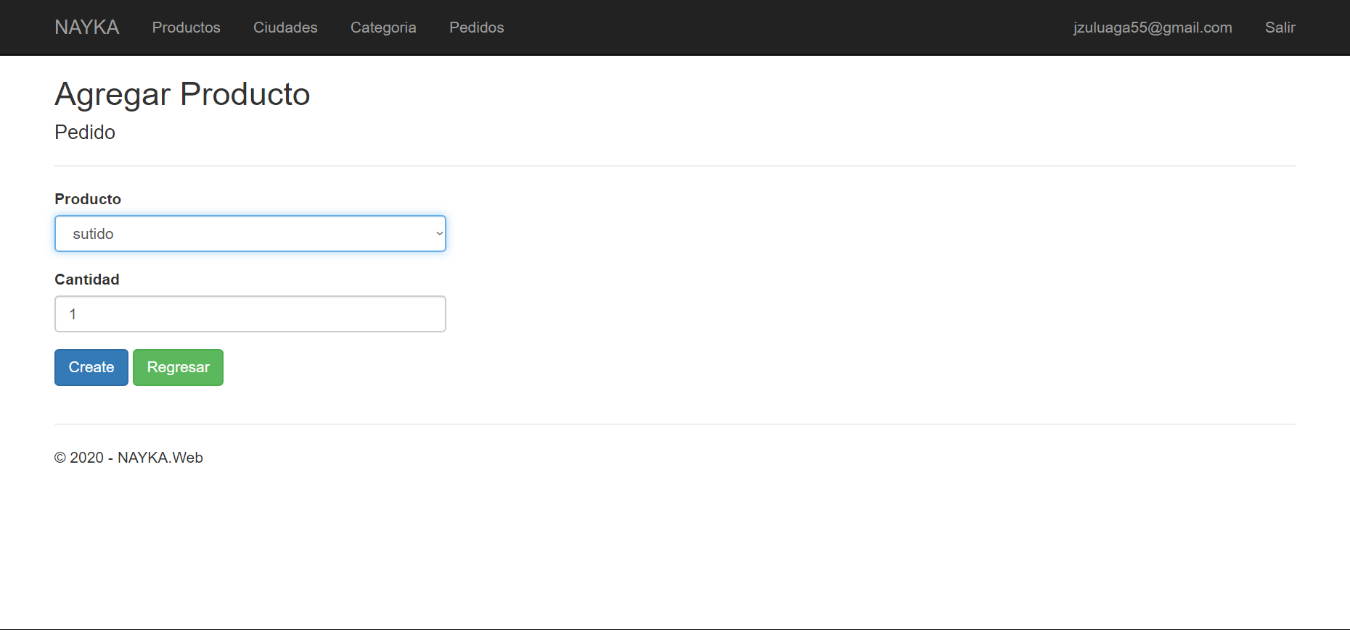 NAYKA Productos Ciudades Categoria Pedidos jzuluaga55@gmail.com Salir
Agregar Producto
Pedido
Producto
sutido
Cantidad
1
Create Regresar
© 2020 - NAYKA.Web